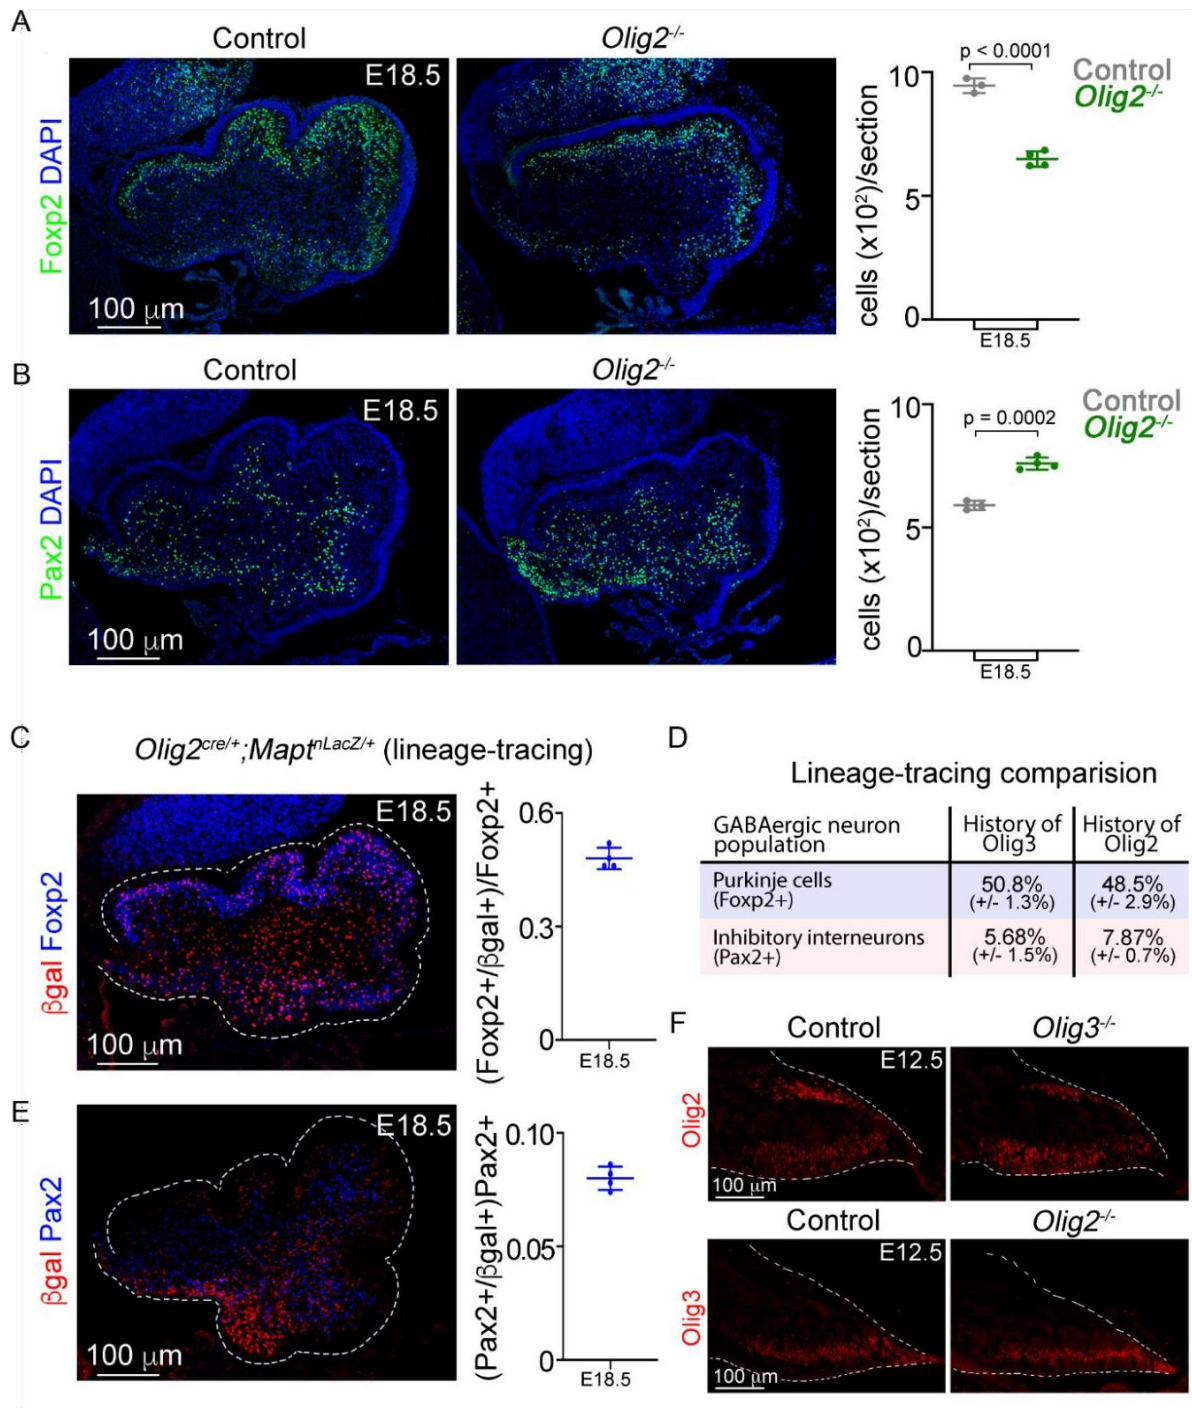 A
Control
Olig2-/-
E18.5
Foxp2 DAPI
100 μm
cells (x10²)/section
10
5
0
p < 0.0001
E18.5
Control
Olig2-/-
B
Control
Olig2-/-
E18.5
Pax2 DAPI
100 μm
cells (x10²)/section
10
5
0
p = 0.0002
E18.5
Control
Olig2-/-
C
Olig2cre/+;MaptnLacZ/+ (lineage-tracing)
E18.5
βgal Foxp2
100 μm
(Foxp2+/βgal+)/Foxp2+
0.6
0.3
0
E18.5
D
Lineage-tracing comparision
GABAergic neuron population
History of Olig3
History of Olig2
Purkinje cells
(Foxp2+)
50.8%
(+/- 1.3%)
48.5%
(+/- 2.9%)
Inhibitory interneurons
(Pax2+)
5.68%
(+/- 1.5%)
7.87%
(+/- 0.7%)
E
E18.5
βgal Pax2
100 μm
(Pax2+/βgal+)Pax2+
0.10
0.05
0
E18.5
F
Control
Olig3-/-
E12.5
Olig2
100 μm
Control
Olig2-/-
E12.5
Olig3
100 μm